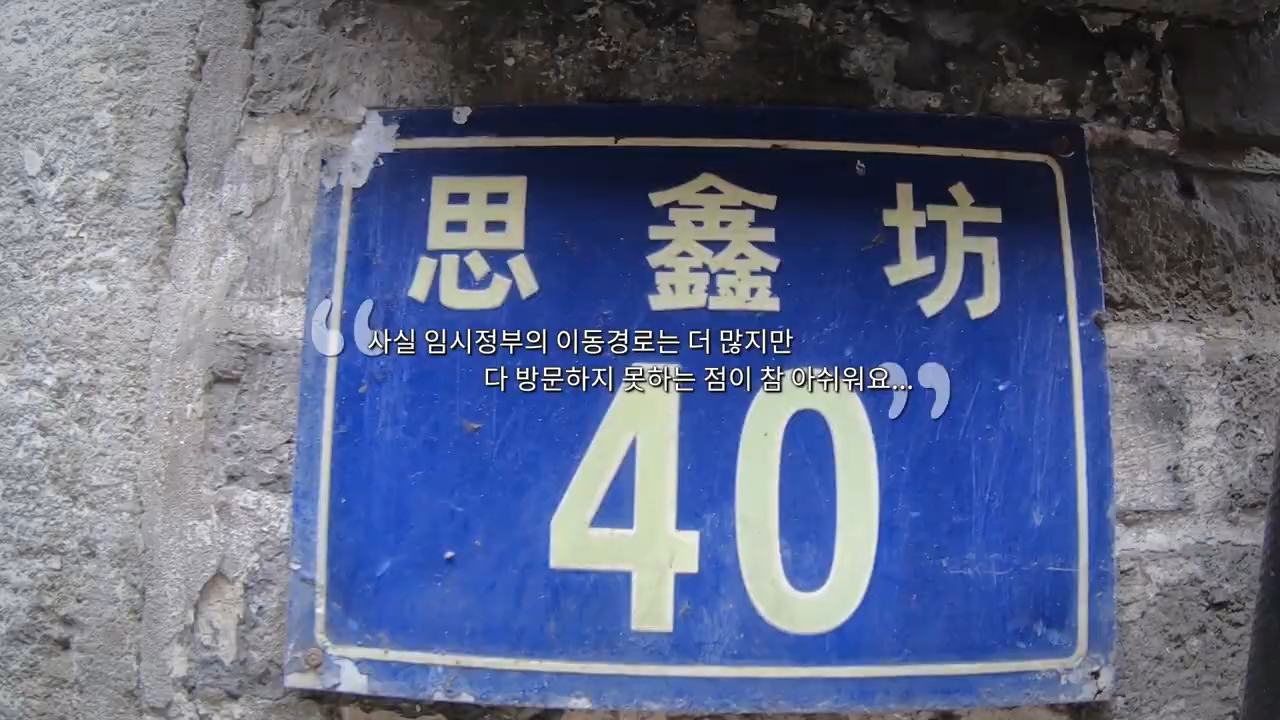 思鑫坊
“사실 임시정부의 이동경로는 더 많지만
다 방문하지 못하는 점이 참 아쉬워요...”
40